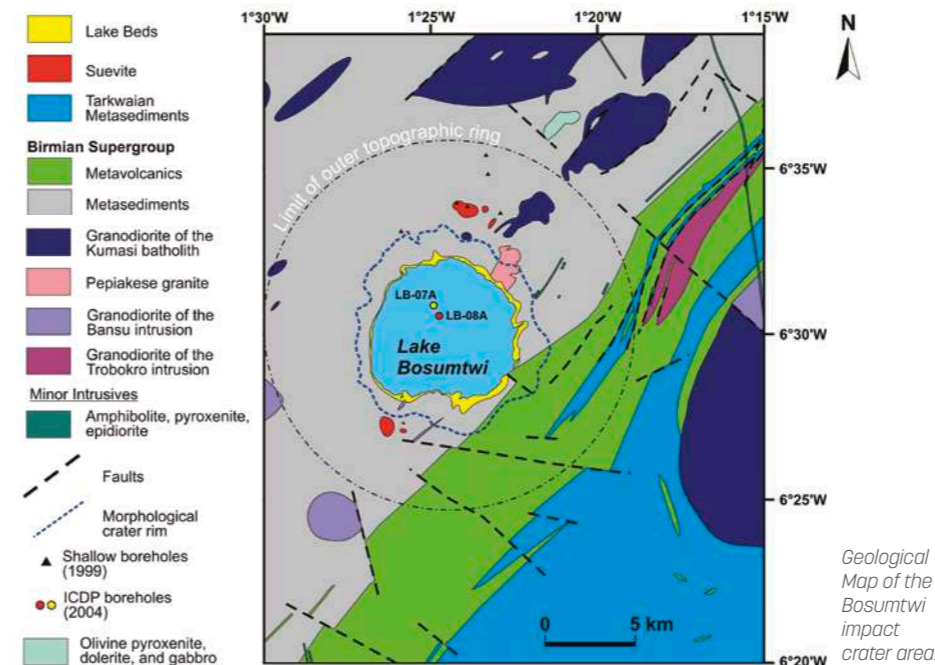 1°30'W
1°25'W
1°20'W
1°15'W
N
Lake Beds
Suevite
Tarkwaian
Metasediments
Birmian Supergroup
Metavolcanics
Metasediments
Granodiorite of the
Kumasi batholith
Pepiakese granite
Granodiorite of the
Bansu intrusion
Granodiorite of the
Trobokro intrusion
Minor Intrusives
Amphibolite, pyroxenite,
epidiorite
Faults
Morphological
crater rim
Shallow boreholes
(1999)
ICDP boreholes
(2004)
Olivine pyroxenite,
dolerite, and gabbro
Limit of outer topographic ring
LB-07A
LB-08A
Lake
Bosumtwi
6°35'W
6°30'W
6°25'W
6°20'W
0 5 km
Geological
Map of the
Bosumtwi
impact
crater area.